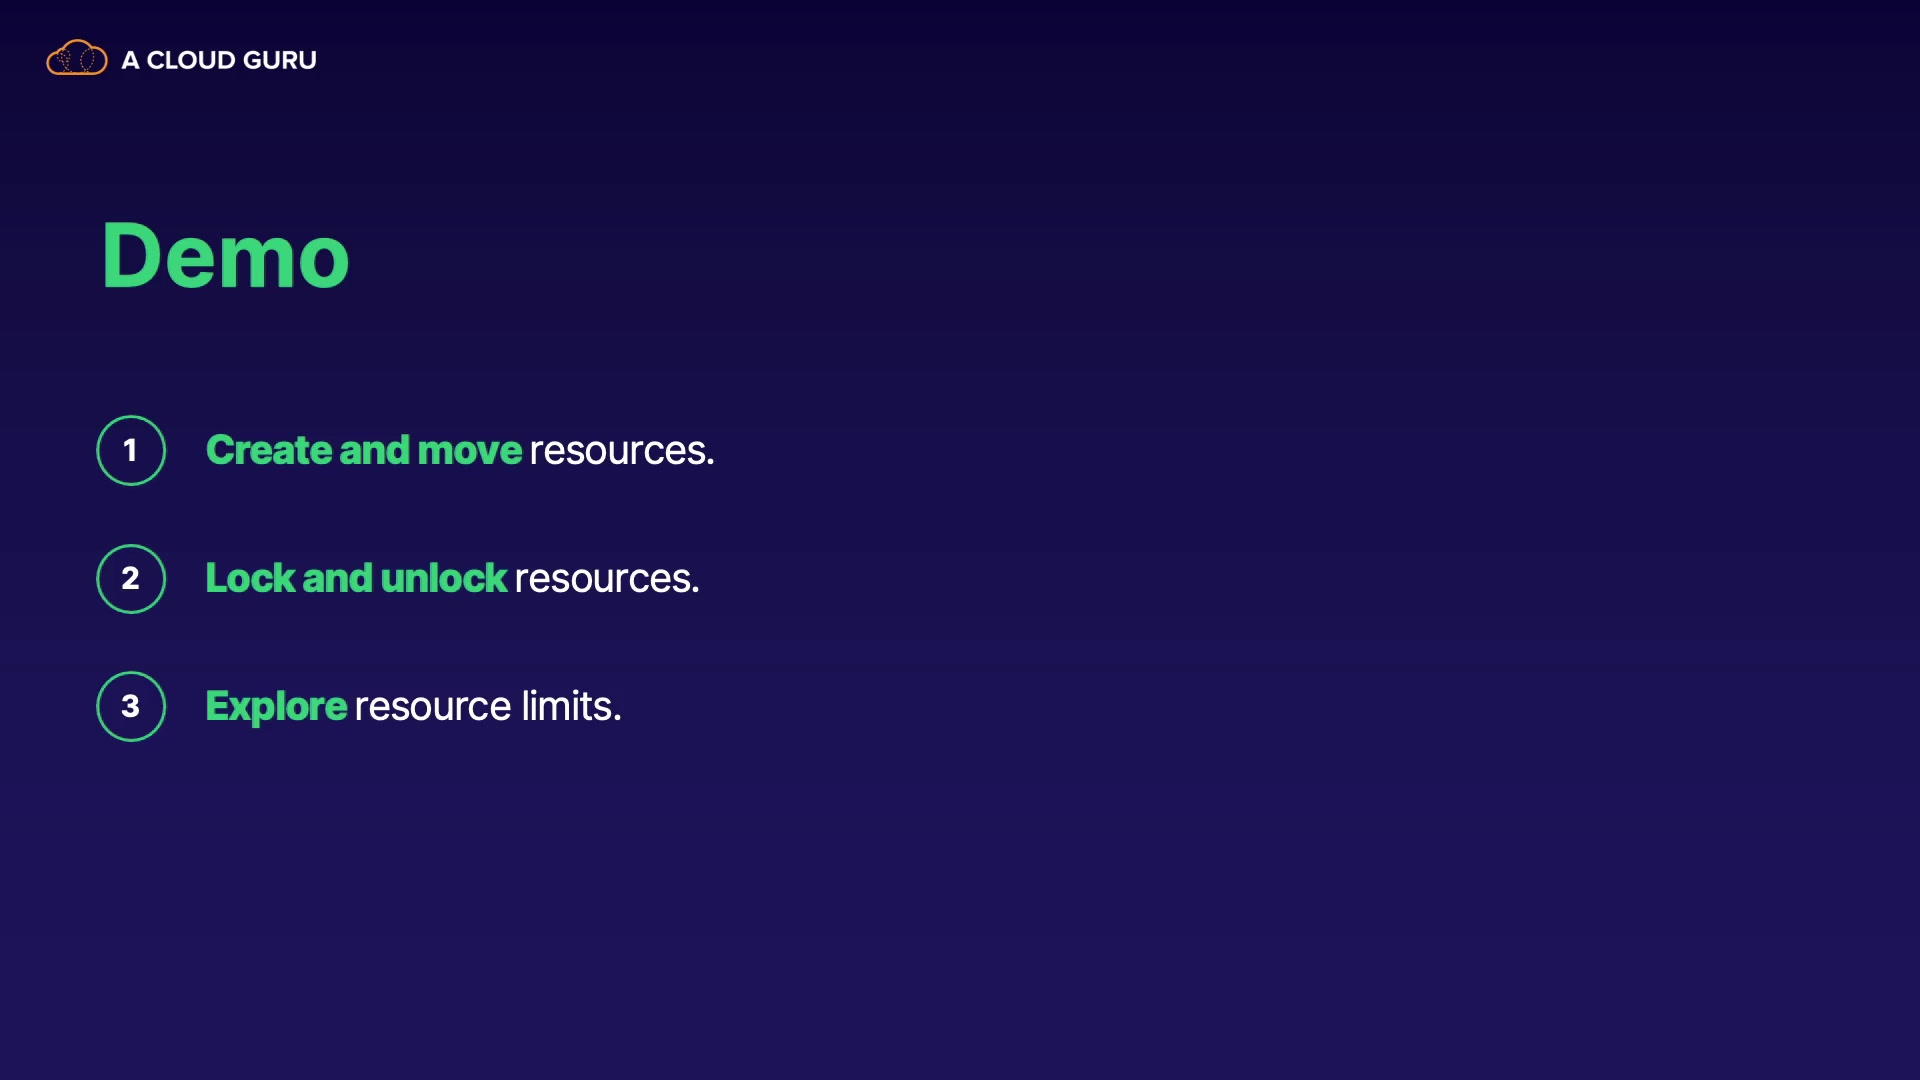 A CLOUD GURU
Demo
1 Create and move resources.
2 Lock and unlock resources.
3 Explore resource limits.